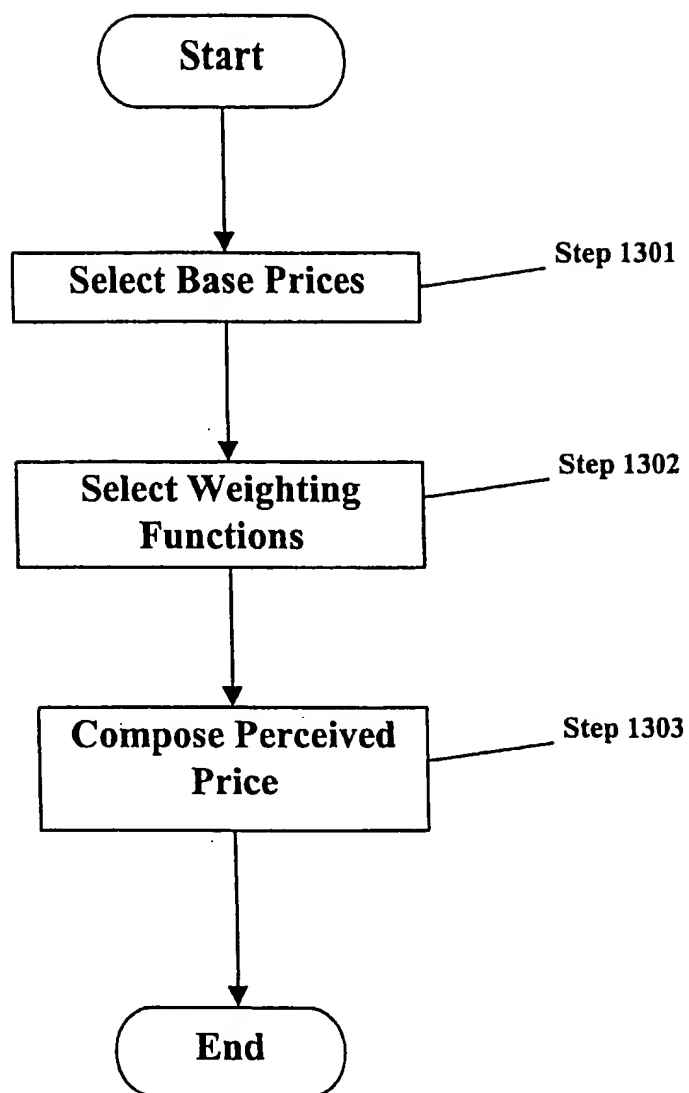 Start
Select Base Prices
Step 1301
Select Weighting
Functions
Step 1302
Compose Perceived
Price
Step 1303
End